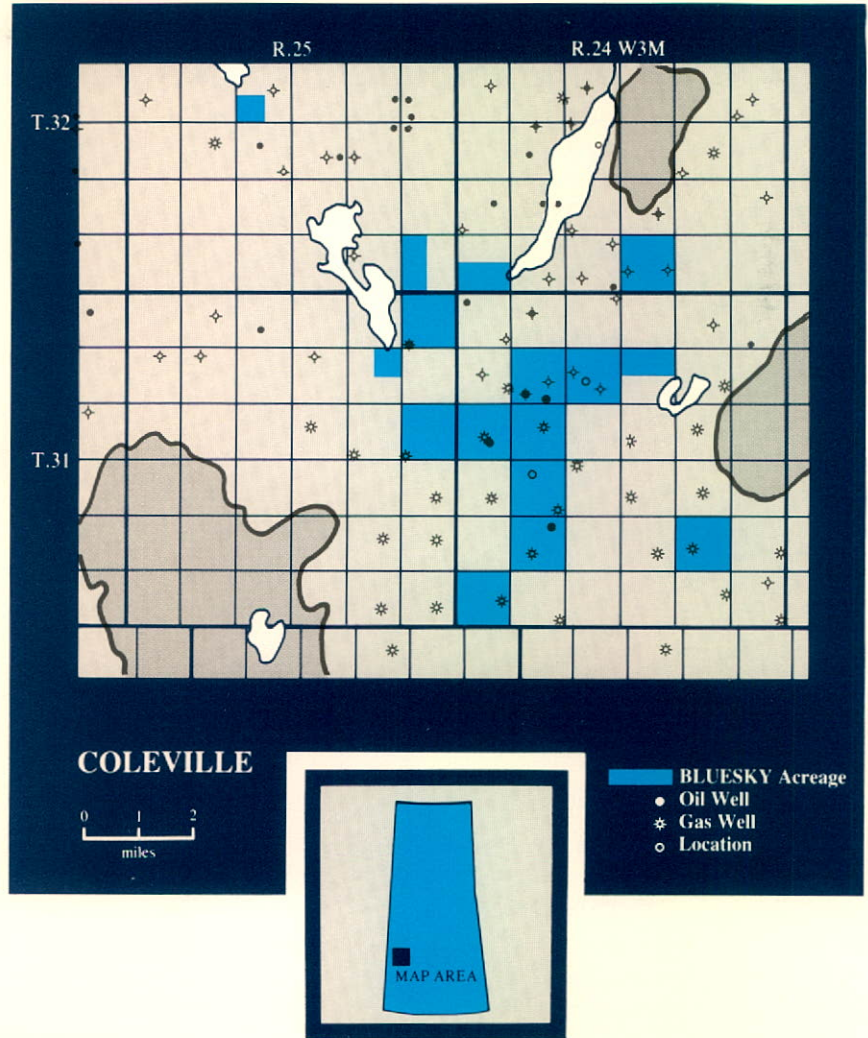 R.25
R.24 W3M
T.32
T.31
COLEVILLE
0 1 2
miles
BLUESKY Acreage
Oil Well
Gas Well
Location
MAP AREA